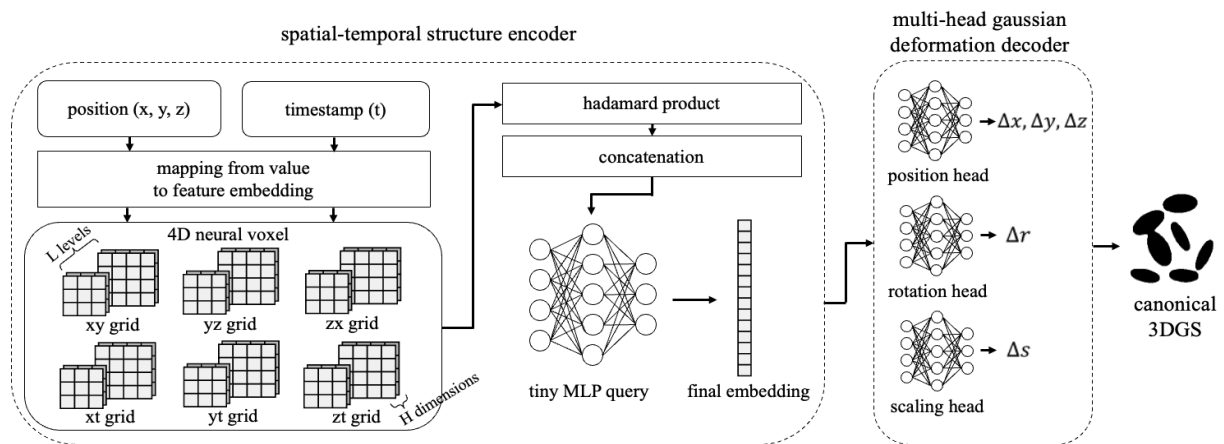 spatial-temporal structure encoder
position (x, y, z)
timestamp (t)
mapping from value
to feature embedding
4D neural voxel
L levels
xy grid
yz grid
zx grid
xt grid
yt grid
zt grid
H dimensions
hadamard product
concatenation
tiny MLP query
final embedding
multi-head gaussian
deformation decoder
Δx, Δy, Δz
position head
Δr
rotation head
Δs
scaling head
canonical
3DGS